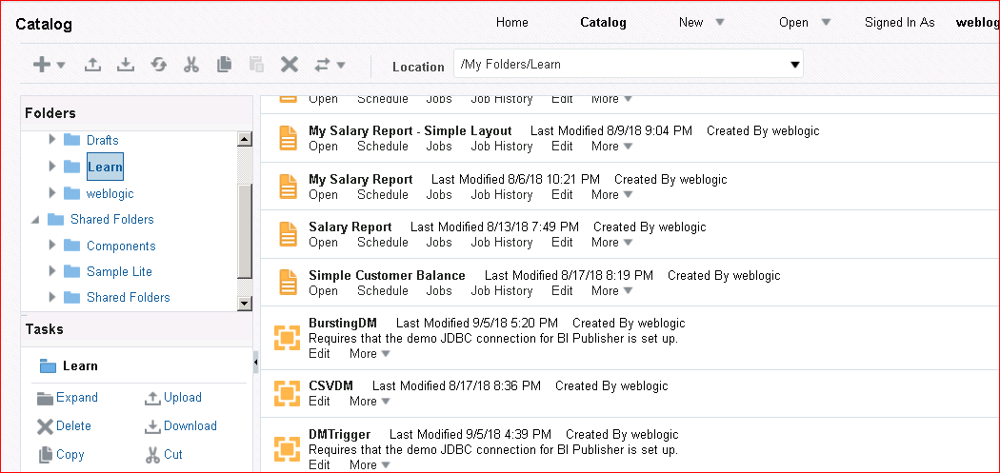 Catalog
Home Catalog New Open Signed In As weblog
Location /My Folders/Learn
Folders
Drafts
Learn
weblogic
Shared Folders
Components
Sample Lite
Shared Folders
Tasks
Learn
Expand Upload
Delete Download
Copy Cut
Open Schedule Jobs Job History Edit More
My Salary Report - Simple Layout Last Modified 8/9/18 9:04 PM Created By weblogic
Open Schedule Jobs Job History Edit More
My Salary Report Last Modified 8/6/18 10:21 PM Created By weblogic
Open Schedule Jobs Job History Edit More
Salary Report Last Modified 8/13/18 7:49 PM Created By weblogic
Open Schedule Jobs Job History Edit More
Simple Customer Balance Last Modified 8/17/18 8:19 PM Created By weblogic
Open Schedule Jobs Job History Edit More
BurstingDM Last Modified 9/5/18 5:20 PM Created By weblogic
Requires that the demo JDBC connection for BI Publisher is set up.
Edit More
CSVDM Last Modified 8/17/18 8:36 PM Created By weblogic
Edit More
DMTrigger Last Modified 9/5/18 4:39 PM Created By weblogic
Requires that the demo JDBC connection for BI Publisher is set up.
Edit More